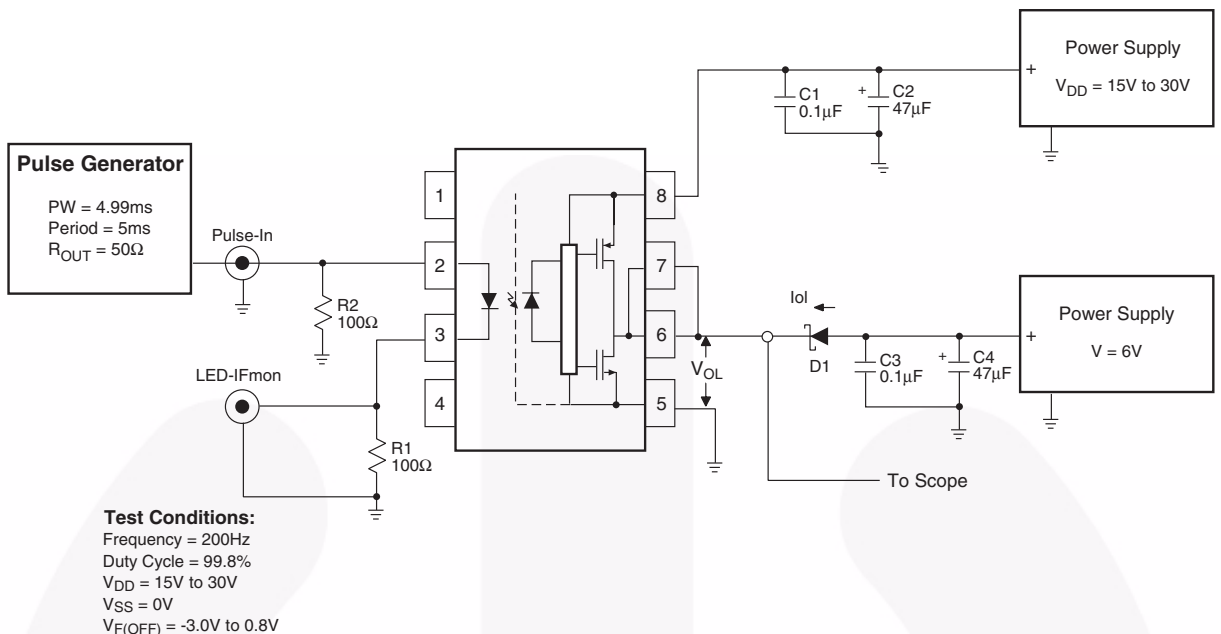 Power Supply
VDD = 15V to 30V
+
C1
0.1μF
+
C2
47μF
Pulse Generator
PW = 4.99ms
Period = 5ms
ROUT = 50Ω
Pulse-In
R2
100Ω
1
2
3
4
8
7
6
5
VOL
Iol
D1
C3
0.1μF
+
C4
47μF
+
Power Supply
V = 6V
LED-IFmon
R1
100Ω
To Scope
Test Conditions:
Frequency = 200Hz
Duty Cycle = 99.8%
VDD = 15V to 30V
VSS = 0V
VF(OFF) = -3.0V to 0.8V